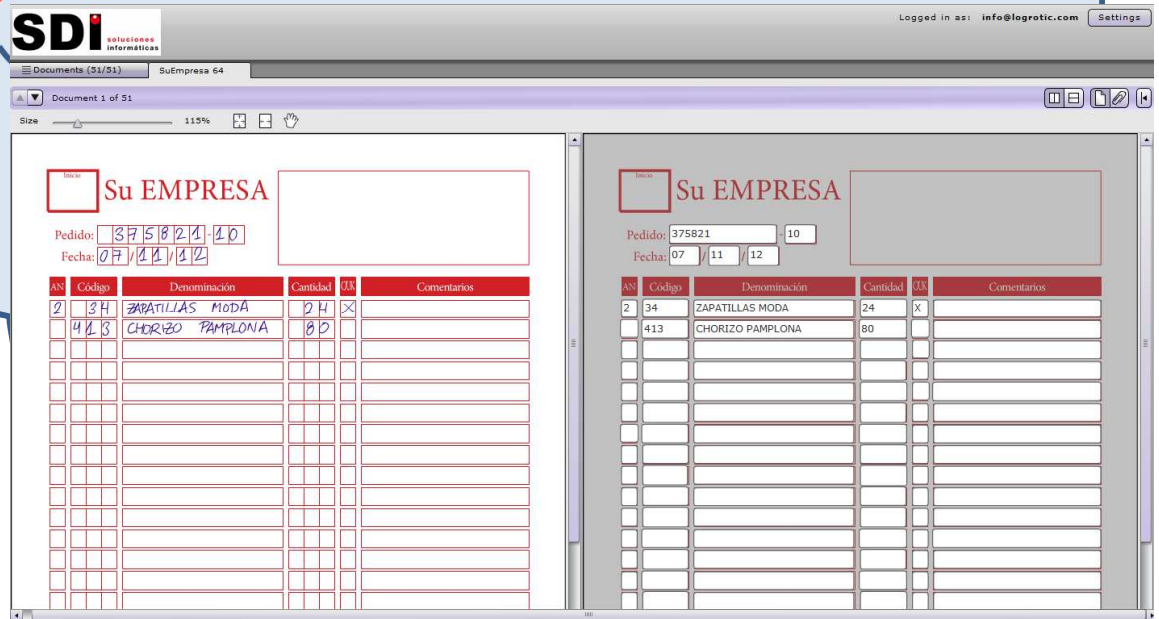 SDi soluciones informáticas
Logged in as: info@logrotic.com Settings
Documents (51/51) SuEmpresa 64
Document 1 of 51
Size 115%
Inicio
Su EMPRESA
Pedido: 375821-10
Fecha: 07/11/12
AN Código Denominación Cantidad OUK Comentarios
2 34 ZAPATILLAS MODA 24 X
413 CHORIZO PAMPLONA 80
Inicio
Su EMPRESA
Pedido: 375821 - 10
Fecha: 07 / 11 / 12
AN Código Denominación Cantidad OUK Comentarios
2 34 ZAPATILLAS MODA 24 X
413 CHORIZO PAMPLONA 80